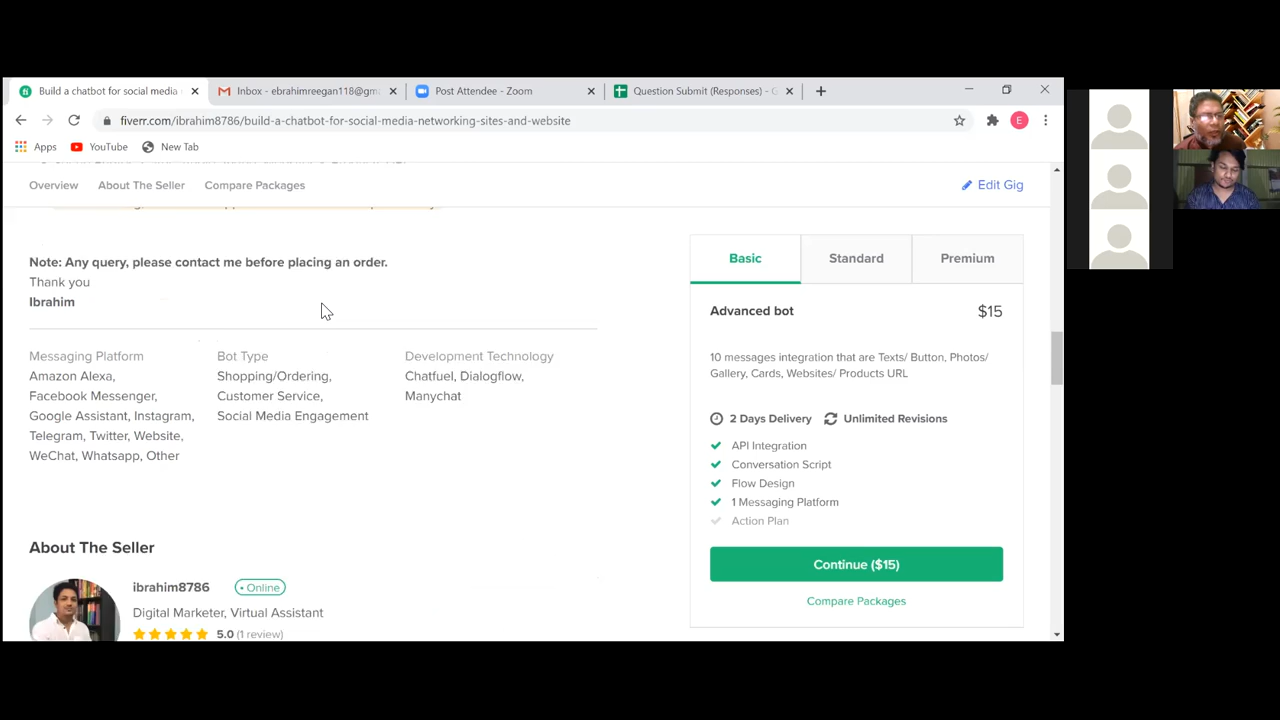 Build a chatbot for social media
Inbox - ebrahimreegan118@gm
Post Attendee - Zoom
Question Submit (Responses) - G
fiverr.com/ibrahim8786/build-a-chatbot-for-social-media-networking-sites-and-website
E
Apps
YouTube
New Tab
Overview
About The Seller
Compare Packages
Edit Gig
Note: Any query, please contact me before placing an order.
Thank you
Ibrahim
Messaging Platform
Amazon Alexa,
Facebook Messenger,
Google Assistant, Instagram,
Telegram, Twitter, Website,
WeChat, Whatsapp, Other
Bot Type
Shopping/Ordering,
Customer Service,
Social Media Engagement
Development Technology
Chatfuel, Dialogflow,
Manychat
About The Seller
ibrahim8786
• Online
Digital Marketer, Virtual Assistant
5.0 (1 review)
Basic
Standard
Premium
Advanced bot
$15
10 messages integration that are Texts/ Button, Photos/
Gallery, Cards, Websites/ Products URL
2 Days Delivery
Unlimited Revisions
API Integration
Conversation Script
Flow Design
1 Messaging Platform
Action Plan
Continue ($15)
Compare Packages